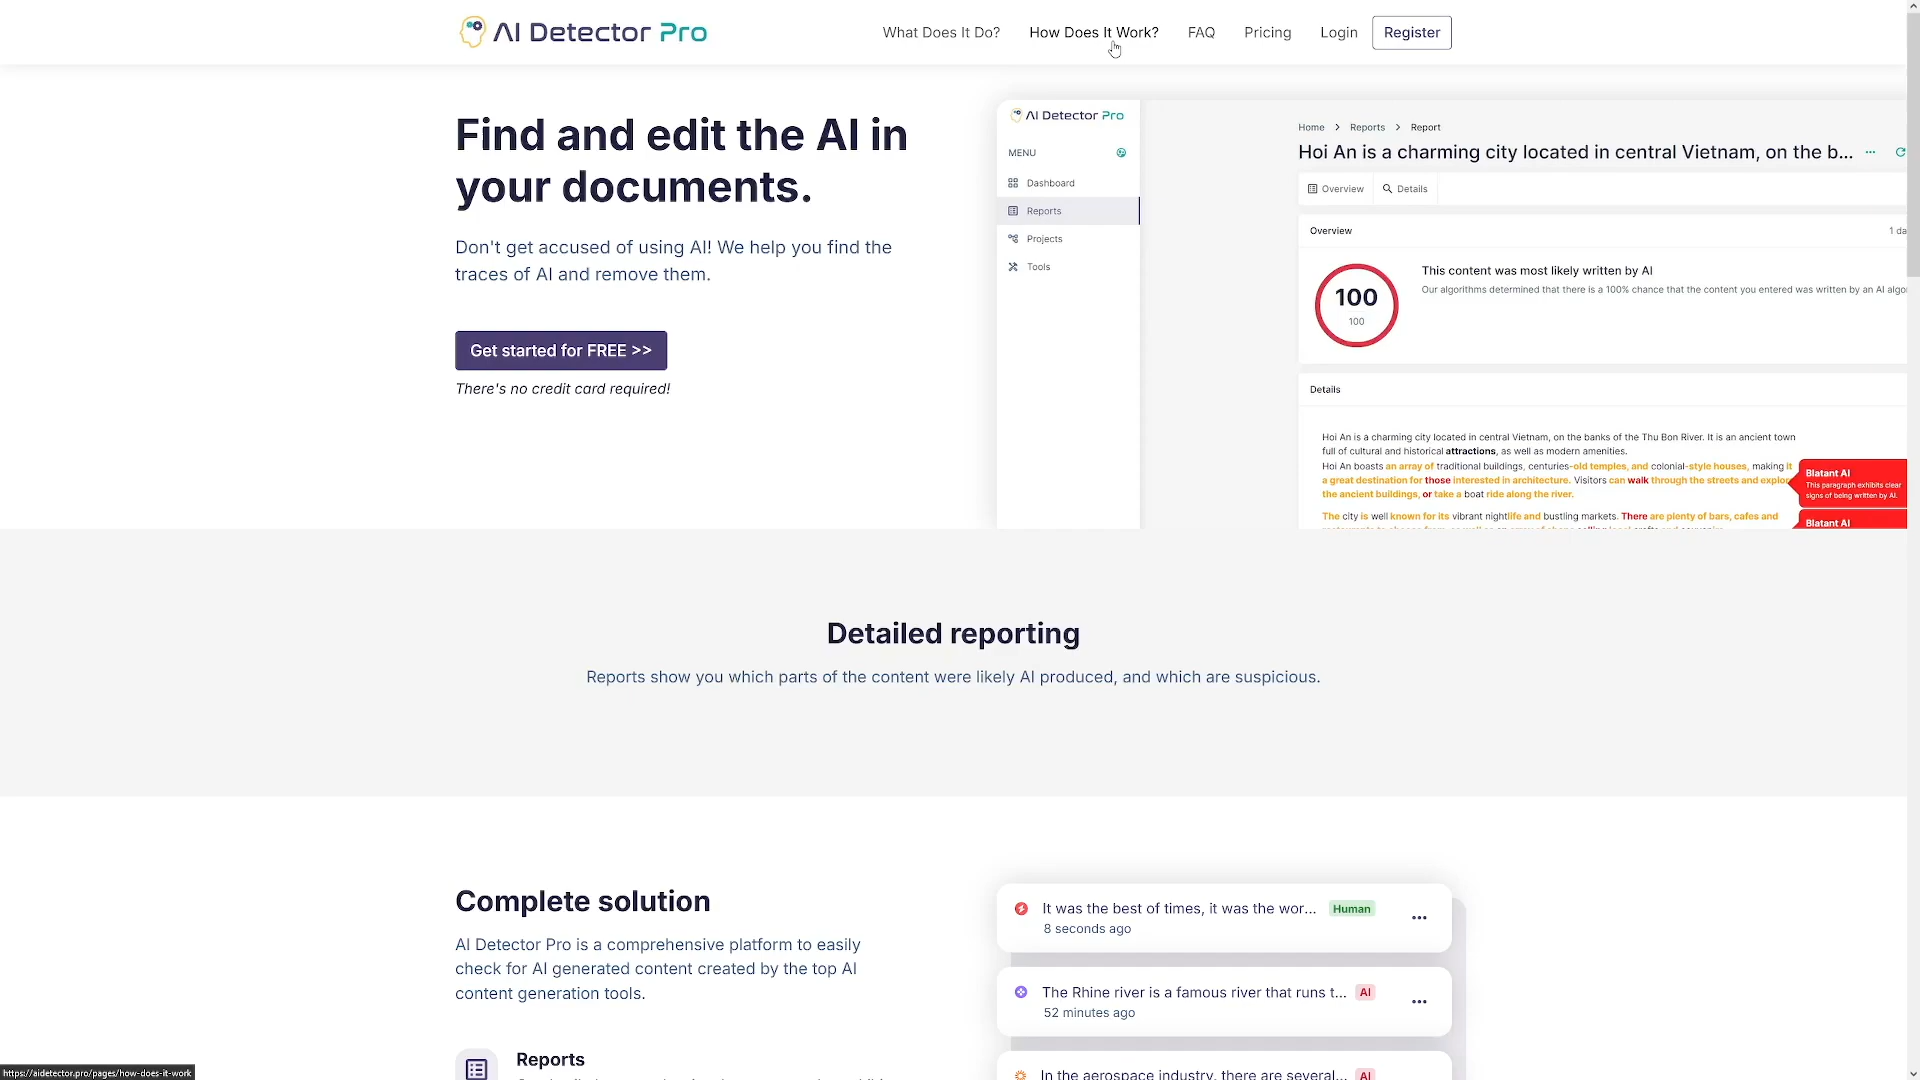 AI Detector Pro
What Does It Do?
How Does It Work?
FAQ
Pricing
Login
Register
Find and edit the AI in
your documents.
Don't get accused of using AI! We help you find the
traces of AI and remove them.
Get started for FREE >>
There's no credit card required!
AI Detector Pro
MENU
Dashboard
Reports
Projects
Tools
Home > Reports > Report
Hoi An is a charming city located in central Vietnam, on the b...
Overview
Details
Overview
1 da
100
100
This content was most likely written by AI
Our algorithms determined that there is a 100% chance that the content you entered was written by an AI algo
Details
Hoi An is a charming city located in central Vietnam, on the banks of the Thu Bon River. It is an ancient town
full of cultural and historical attractions, as well as modern amenities.
Hoi An boasts an array of traditional buildings, centuries-old temples, and colonial-style houses, making it
a great destination for those interested in architecture. Visitors can walk through the streets and explor
the ancient buildings, or take a boat ride along the river.
The city is well known for its vibrant nightlife and bustling markets. There are plenty of bars, cafes and
Blatant AI
This paragraph exhibits clear
signs of being written by AI.
Blatant AI
Detailed reporting
Reports show you which parts of the content were likely AI produced, and which are suspicious.
Complete solution
AI Detector Pro is a comprehensive platform to easily
check for AI generated content created by the top AI
content generation tools.
Reports
It was the best of times, it was the wor...
Human
8 seconds ago
The Rhine river is a famous river that runs t...
AI
52 minutes ago
In the aerospace industry, there are several...
AI
https://aidetector.pro/pages/how-does-it-work